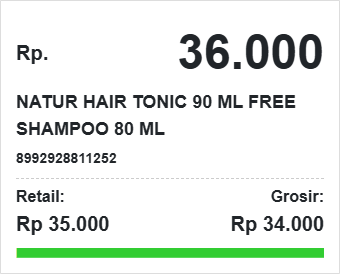 Rp. 36.000
NATUR HAIR TONIC 90 ML FREE
SHAMPOO 80 ML
8992928811252
Retail: Grosir:
Rp 35.000 Rp 34.000